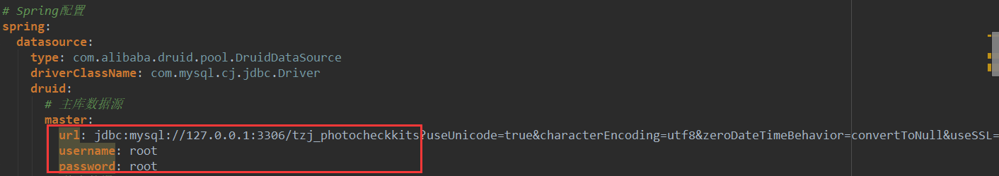 # Spring配置
spring:
datasource:
type: com.alibaba.druid.pool.DruidDataSource
driverClassName: com.mysql.cj.jdbc.Driver
druid:
# 主库数据源
master:
url: jdbc:mysql://127.0.0.1:3306/tzj_photocheckkits?useUnicode=true&characterEncoding=utf8&zeroDateTimeBehavior=convertToNull&useSSL=
username: root
password: root